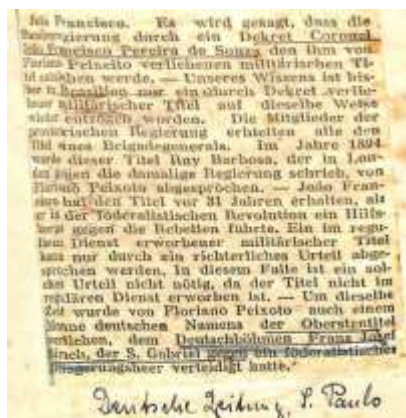 João Francisco. Es wird gesagt, dass die
Bundesregierung durch ein Dekret Coronel
João Francisco Pereira de Souza den ihm von
Floriano Peixoto verliehenen militärischen Ti-
tel entziehen werde. — Unseres Wissens ist bis-
her in Brasilien nur ein durch Dekret verlie-
hener militärischer Titel auf dieselbe Weise
entzogen worden. Die Mitglieder der
provisorischen Regierung erhielten alle den
Titel eines Brigadegenerals. Im Jahre 1894
wurde dieser Titel Ruy Barbosa, der in Lon-
don gegen die damalige Regierung schrieb, von
Floriano Peixoto abgesprochen. — João Fran-
cisco hat den Titel vor 31 Jahren erhalten, als
er in der föderalistischen Revolution ein Hilfs-
korps gegen die Rebellen führte. Ein im regu-
lären Dienst erworbener militärischer Titel
kann nur durch ein richterliches Urteil abge-
sprochen werden. In diesem Falle ist ein sol-
ches Urteil nicht nötig, da der Titel nicht im
regulären Dienst erworben ist. — Um dieselbe
Zeit wurde von Floriano Peixoto auch einem
Manne deutschen Namens der Oberstentitel
verliehen, dem Deutschböhmen Franz Josef
der S. Gabriel gegen ein föderalistisches
Belagerungsheer verteidigt hatte."
Deutsche Zeitung, S. Paulo